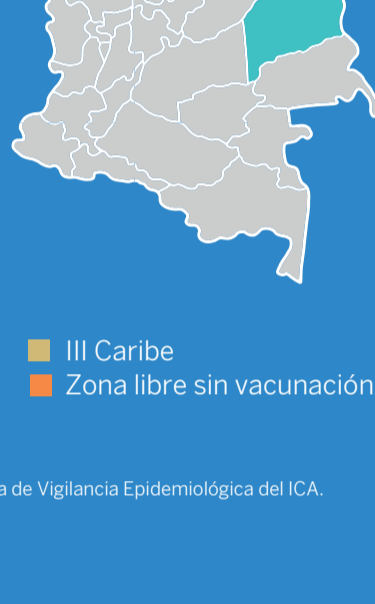 III Caribe
Zona libre sin vacunación
a de Vigilancia Epidemiológica del ICA.